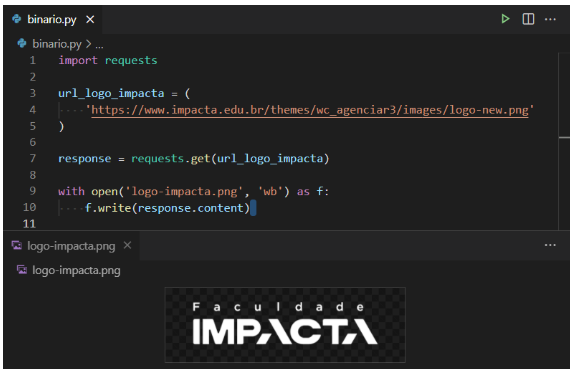 binario.py
binario.py > ...
1 import requests
2
3 url_logo_impacta = (
4     'https://www.impacta.edu.br/themes/wc_agenciar3/images/logo-new.png'
5 )
6
7 response = requests.get(url_logo_impacta)
8
9 with open('logo-impacta.png', 'wb') as f:
10     f.write(response.content)
11
logo-impacta.png
logo-impacta.png
Faculdade
IMPACTA